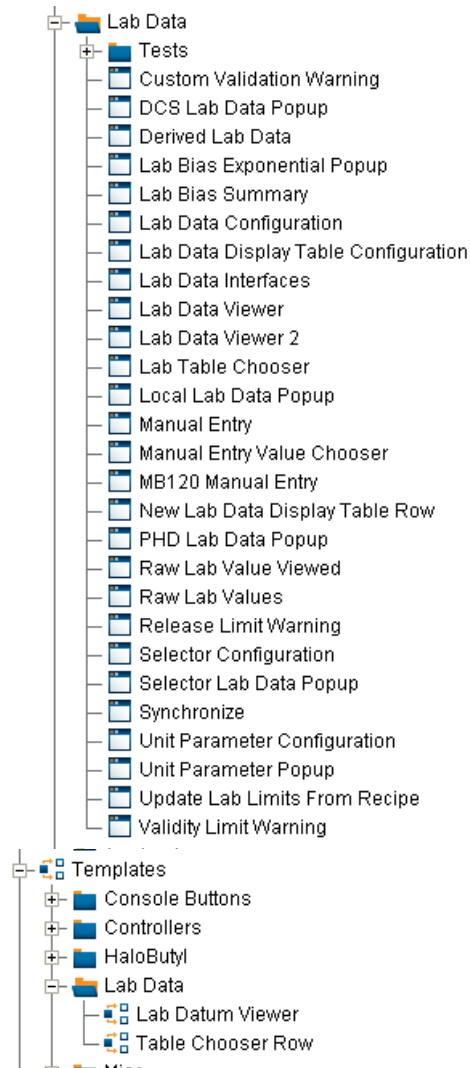 Lab Data
Tests
Custom Validation Warning
DCS Lab Data Popup
Derived Lab Data
Lab Bias Exponential Popup
Lab Bias Summary
Lab Data Configuration
Lab Data Display Table Configuration
Lab Data Interfaces
Lab Data Viewer
Lab Data Viewer 2
Lab Table Chooser
Local Lab Data Popup
Manual Entry
Manual Entry Value Chooser
MB120 Manual Entry
New Lab Data Display Table Row
PHD Lab Data Popup
Raw Lab Value Viewed
Raw Lab Values
Release Limit Warning
Selector Configuration
Selector Lab Data Popup
Synchronize
Unit Parameter Configuration
Unit Parameter Popup
Update Lab Limits From Recipe
Validity Limit Warning
Templates
Console Buttons
Controllers
HaloButyl
Lab Data
Lab Datum Viewer
Table Chooser Row